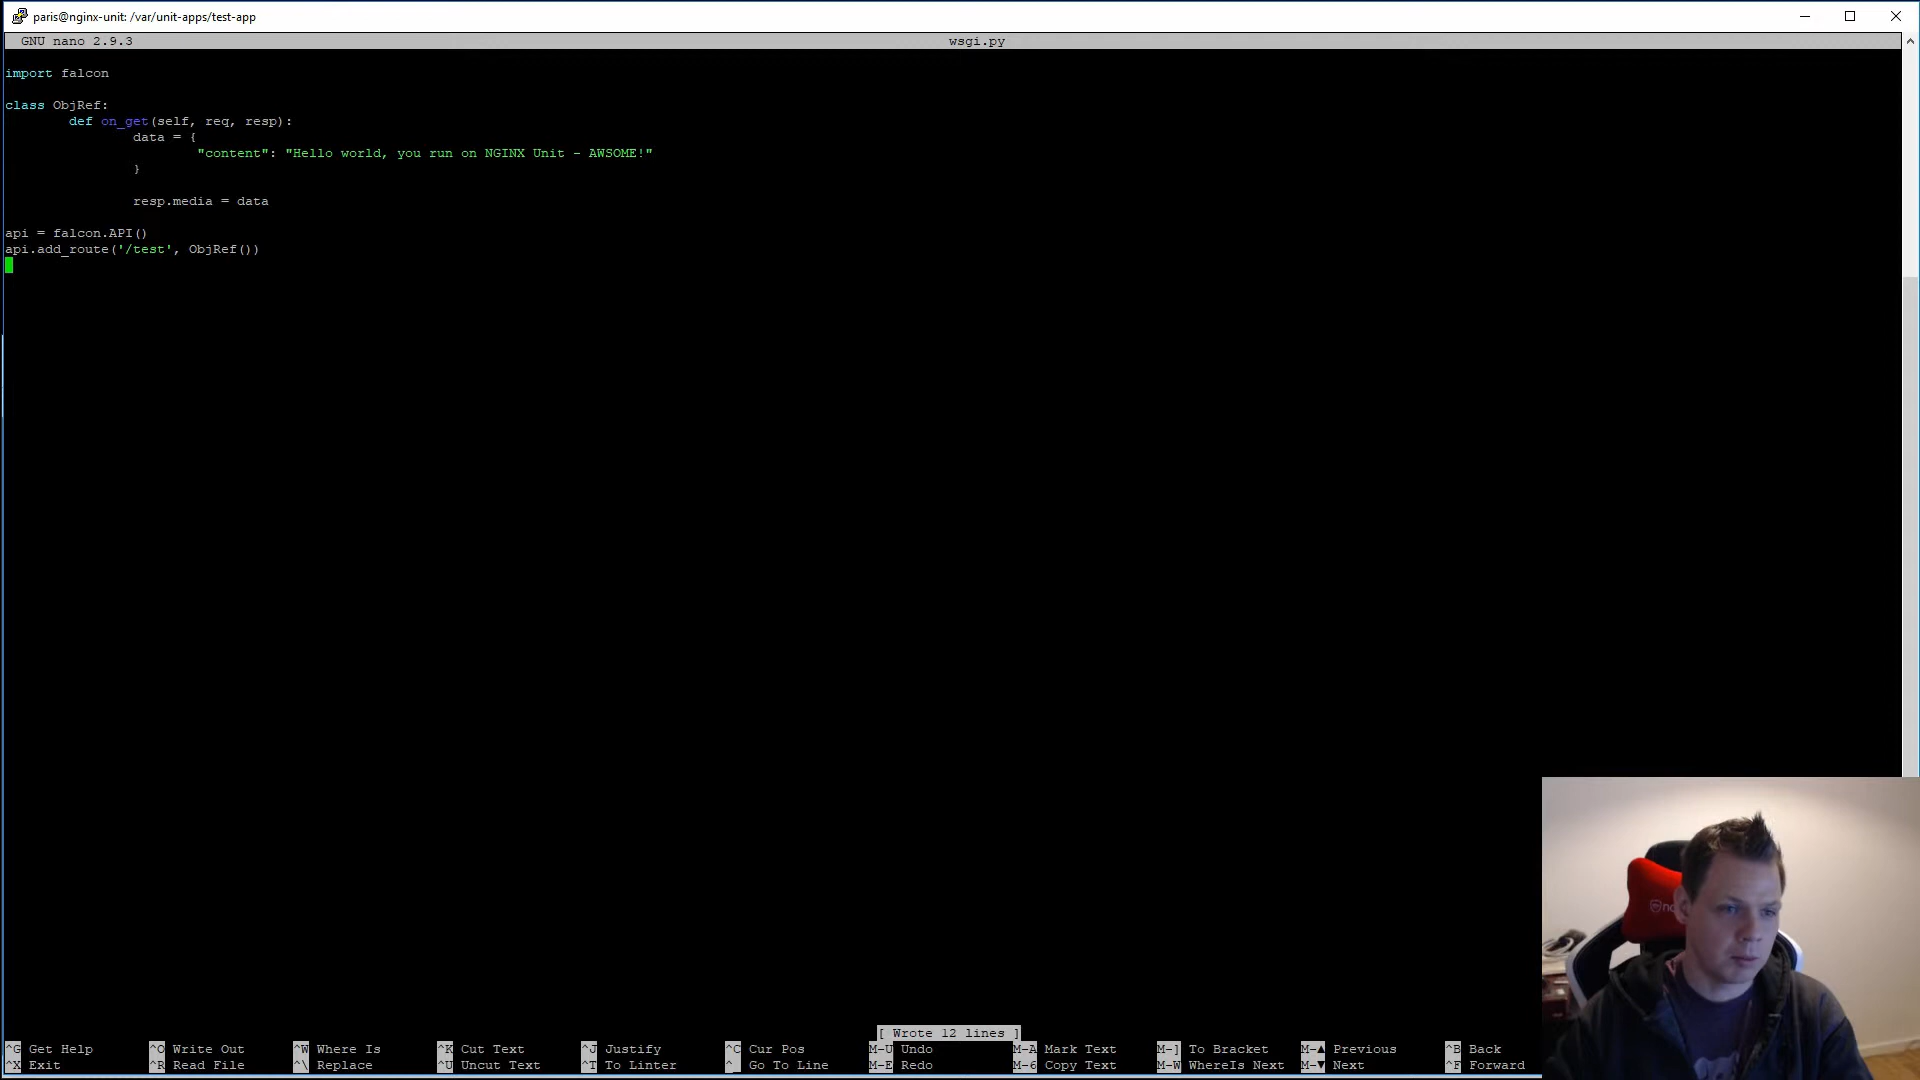 paris@nginx-unit: /var/unit-apps/test-app
GNU nano 2.9.3 wsgi.py
import falcon
class ObjRef:
def on_get(self, req, resp):
data = {
"content": "Hello world, you run on NGINX Unit - AWSOME!"
}
resp.media = data
api = falcon.API()
api.add_route('/test', ObjRef())
[ Wrote 12 lines ]
^G Get Help ^O Write Out ^W Where Is ^K Cut Text ^J Justify ^C Cur Pos M-U Undo M-A Mark Text M-] To Bracket M-▲ Previous ^B Back
^X Exit ^R Read File ^\ Replace ^U Uncut Text ^T To Linter ^_ Go To Line M-E Redo M-6 Copy Text M-W WhereIs Next M-▼ Next ^F Forward